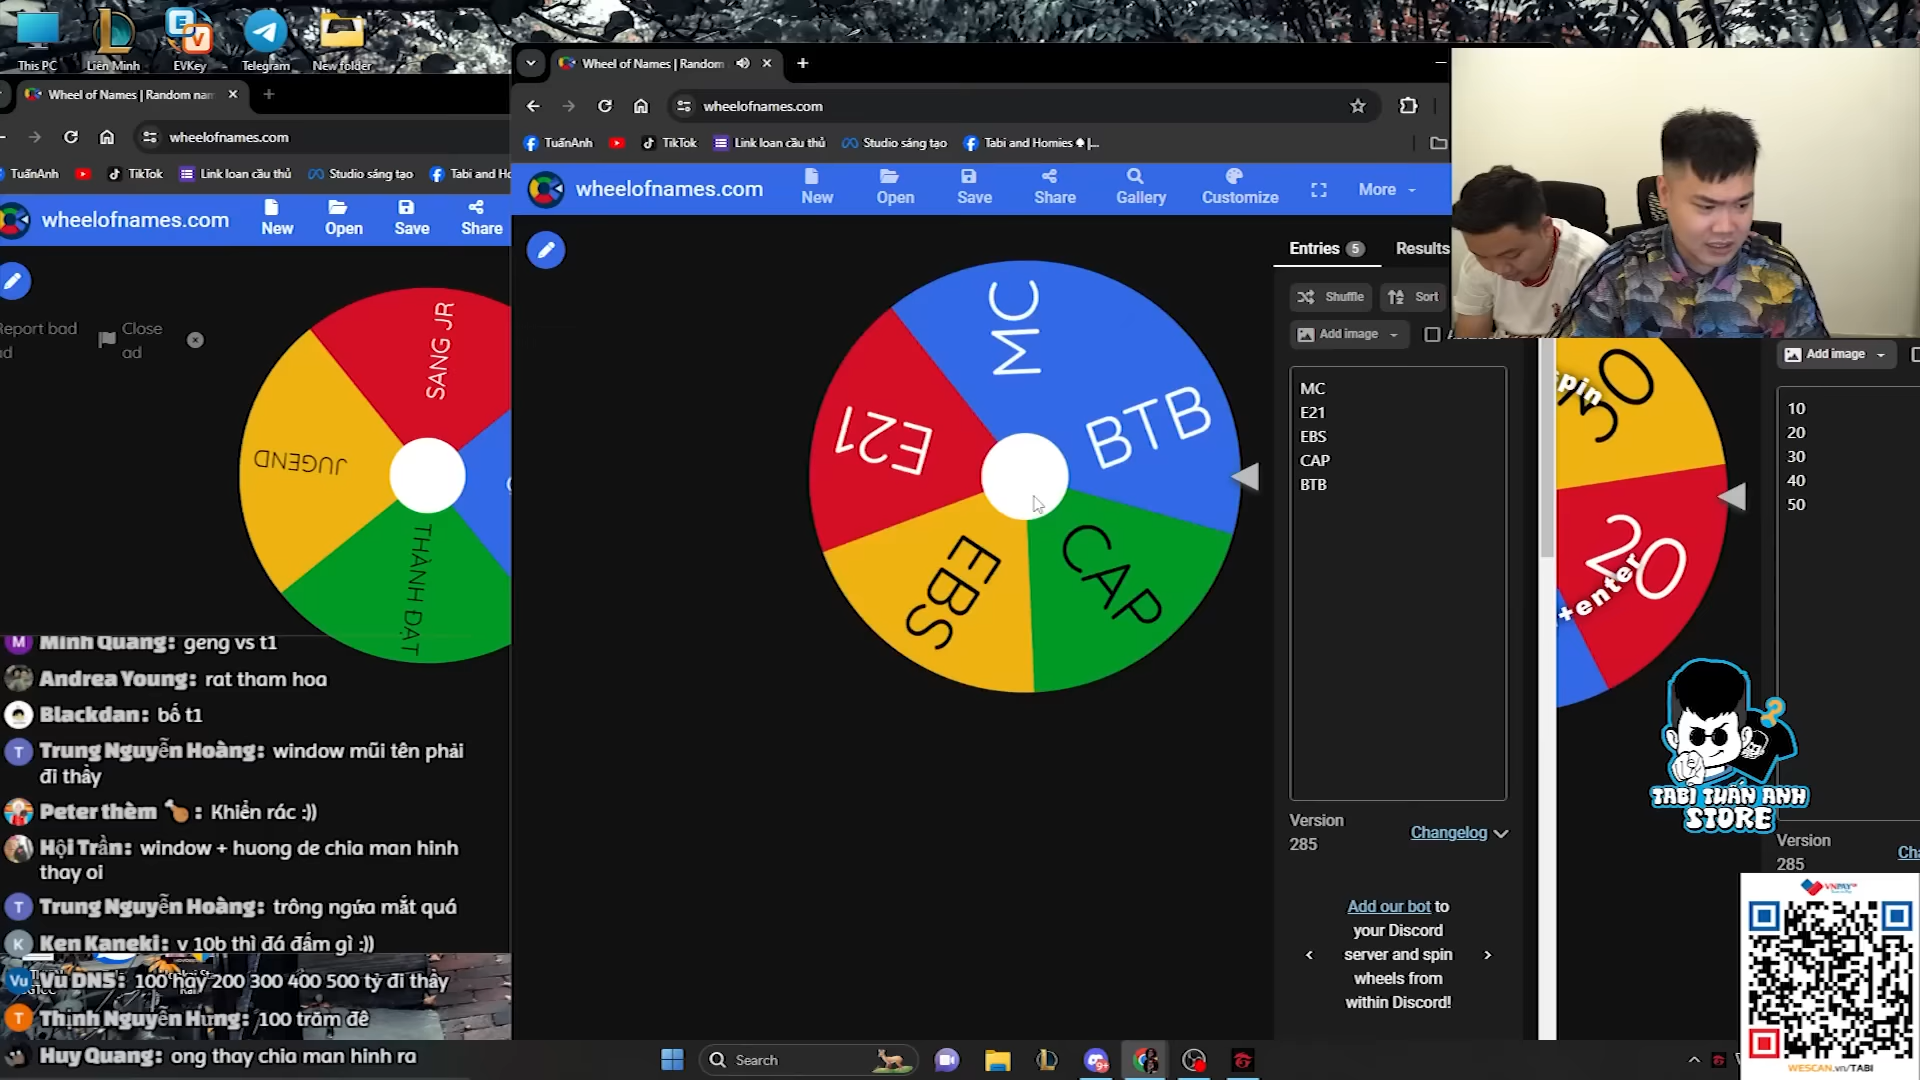 This PC
Liên Minh
EVKey
Telegram
New folder
Wheel of Names | Random nam
wheelofnames.com
TuấnAnh
TikTok
Link loan cầu thủ
Studio sáng tạo
Tabi and Ho
wheelofnames.com
New
Open
Save
Share
Report bad
Close
ad
SANG JR
JUGEND
THÀNH ĐẠT
Wheel of Names | Random
wheelofnames.com
TuấnAnh
TikTok
Link loan cầu thủ
Studio sáng tạo
Tabi and Homies ♠ |...
wheelofnames.com
New
Open
Save
Share
Gallery
Customize
More
Entries 5
Results
Shuffle
Sort
Add image
MC
BTB
CAP
EBS
E21
MC
E21
EBS
CAP
BTB
Version
285
Changelog
Add our bot to
your Discord
server and spin
wheels from
within Discord!
30
20
+enter
Add image
10
20
30
40
50
Version
285
TABI TUẤN ANH
STORE
VNPAY
WESCAN.vn/TABI
Minh Quang: geng vs t1
Andrea Young: rat tham hoa
Blackdan: bố t1
Trung Nguyễn Hoàng: window mũi tên phải
đi thầy
Peter thèm 🍗: Khiển rác :))
Hội Trần: window + huong de chia man hinh
thay oi
Trung Nguyễn Hoàng: trông ngứa mắt quá
Ken Kaneki: v 10b thì đá đấm gì :))
Vu DNS: 100 hay 200 300 400 500 tỷ đi thầy
Thịnh Nguyễn Hưng: 100 trăm đê
Huy Quang: ong thay chia man hinh ra
Search